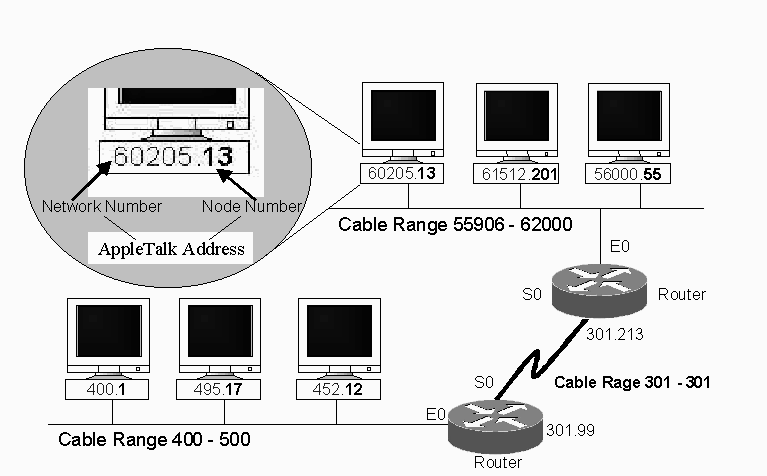 60205.13
Network Number
Node Number
AppleTalk Address
60205.13
61512.201
56000.55
Cable Range 55906 - 62000
E0
S0
Router
301.213
400.1
495.17
452.12
S0
Cable Rage 301 - 301
E0
Cable Range 400 - 500
301.99
Router